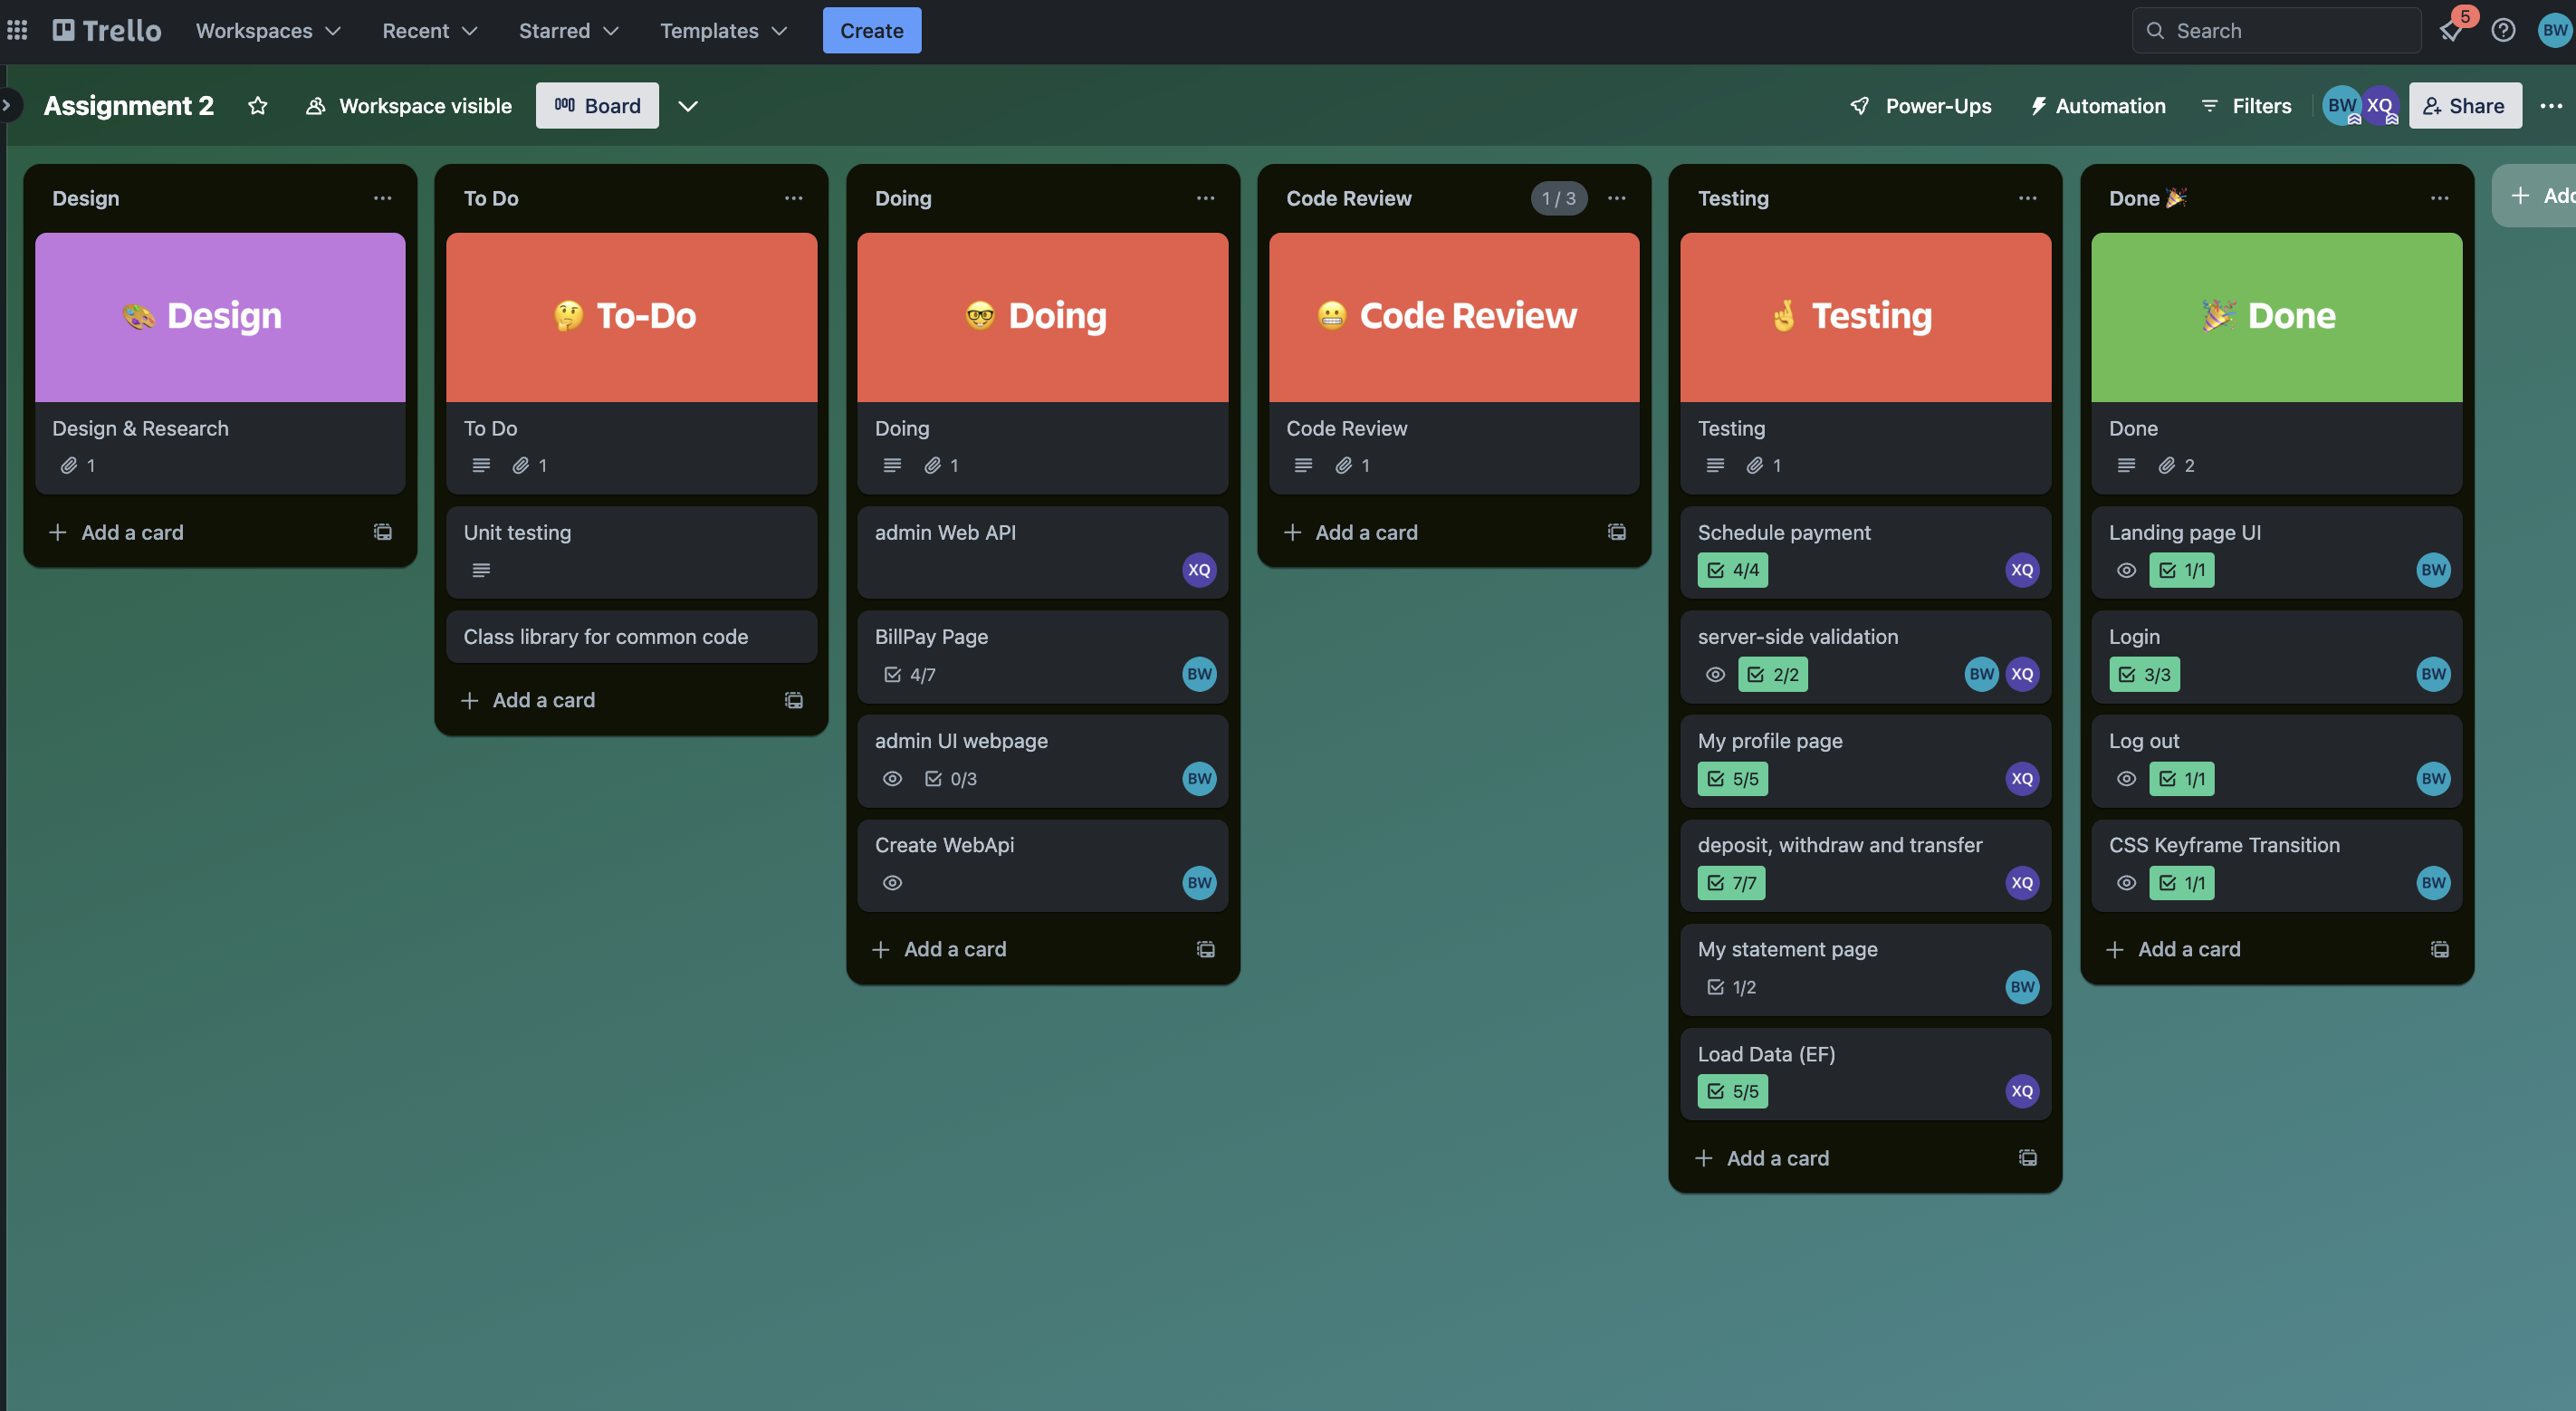 Trello Workspaces Recent Starred Templates Create Search 5 BW
Assignment 2 Workspace visible Board Power-Ups Automation Filters BW XQ Share
Design
Design
Design & Research
1
Add a card
To Do
To-Do
To Do
1
Unit testing
Class library for common code
Add a card
Doing
Doing
Doing
1
admin Web API
XQ
BillPay Page
4/7 BW
admin UI webpage
0/3 BW
Create WebApi
BW
Add a card
Code Review 1 / 3
Code Review
Code Review
1
Add a card
Testing
Testing
Testing
1
Schedule payment
4/4 XQ
server-side validation
2/2 BW XQ
My profile page
5/5 XQ
deposit, withdraw and transfer
7/7 XQ
My statement page
1/2 BW
Load Data (EF)
5/5 XQ
Add a card
Done
Done
Done
2
Landing page UI
1/1 BW
Login
3/3 BW
Log out
1/1 BW
CSS Keyframe Transition
1/1 BW
Add a card